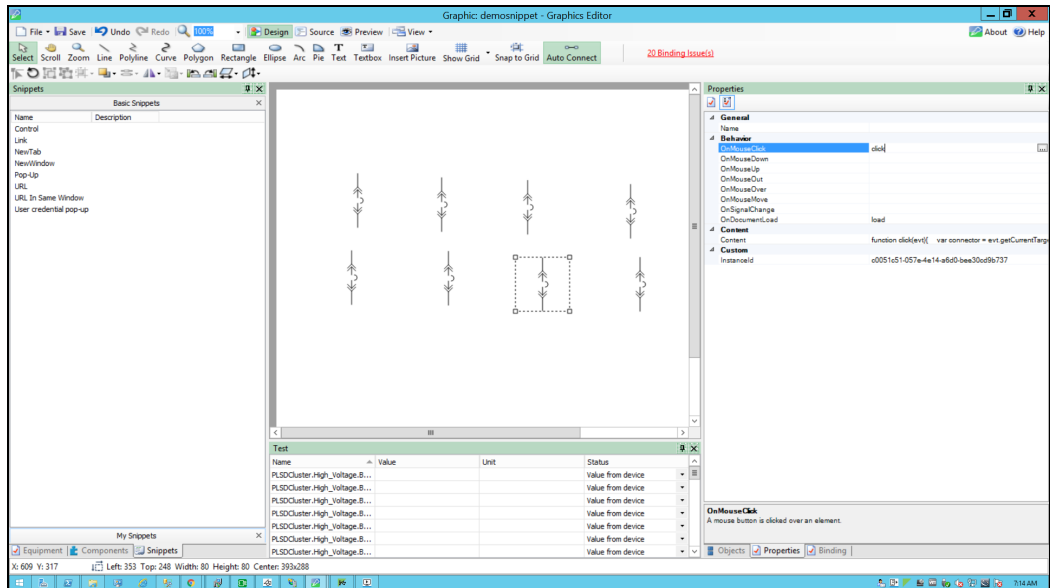 Graphic: demosnippet - Graphics Editor
File Save Undo Redo 100% Design Source Preview View About Help
Select Scroll Zoom Line Polyline Curve Polygon Rectangle Ellipse Arc Pie Text Textbox Insert Picture Show Grid Snap to Grid Auto Connect 20 Binding Issue(s)
Snippets
Basic Snippets
Name Description
Control
Link
NewTab
NewWindow
Pop-Up
URL
URL In Same Window
User credential pop-up
My Snippets
Equipment Components Snippets
Test
Name Value Unit Status
PLSDCluster.High_Voltage.B... Value from device
PLSDCluster.High_Voltage.B... Value from device
PLSDCluster.High_Voltage.B... Value from device
PLSDCluster.High_Voltage.B... Value from device
PLSDCluster.High_Voltage.B... Value from device
PLSDCluster.High_Voltage.B... Value from device
PLSDCluster.High_Voltage.B... Value from device
Properties
General
Name
Behavior
OnMouseClick click
OnMouseDown
OnMouseUp
OnMouseOut
OnMouseOver
OnMouseMove
OnSignalChange
OnDocumentLoad load
Content
Content function click(evt){ var connector = evt.getCurrentTarge
Custom
InstanceId c0051c51-057e-4e14-a6d0-bee30cd9b737
OnMouseClick
A mouse button is clicked over an element.
Objects Properties Binding
X: 609 Y: 317 Left: 353 Top: 248 Width: 80 Height: 80 Center: 393x288
7:14 AM